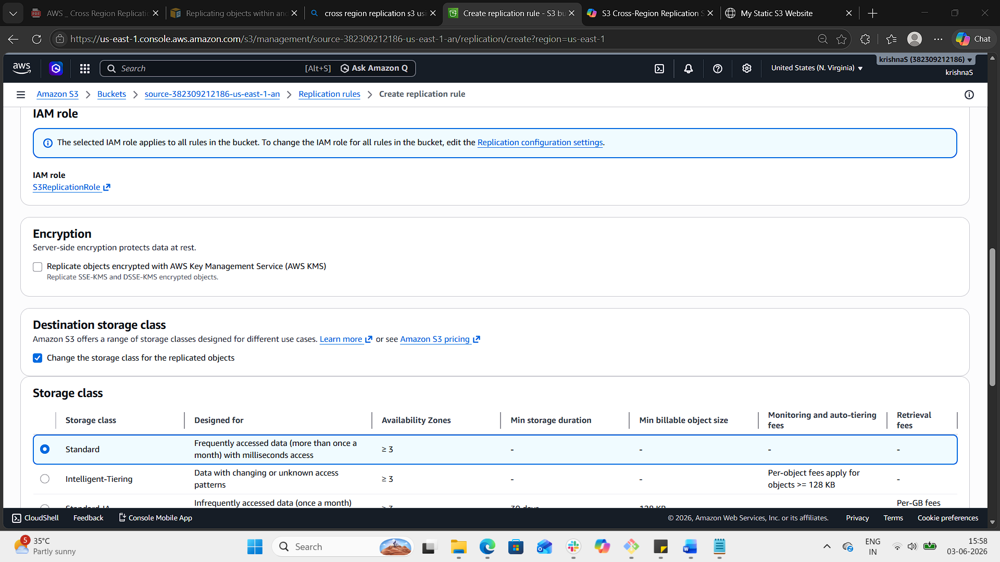 AWS _ Cross Region Replicati
Replicating objects within and
cross region replication s3 usi
Create replication rule - S3 bu
S3 Cross-Region Replication S
My Static S3 Website
https://us-east-1.console.aws.amazon.com/s3/management/source-382309212186-us-east-1-an/replication/create?region=us-east-1
Chat
aws
Search
[Alt+S]
Ask Amazon Q
United States (N. Virginia)
krishnaS (382309212186)
krishnaS
Amazon S3
Buckets
source-382309212186-us-east-1-an
Replication rules
Create replication rule
IAM role
The selected IAM role applies to all rules in the bucket. To change the IAM role for all rules in the bucket, edit the Replication configuration settings.
IAM role
S3ReplicationRole
Encryption
Server-side encryption protects data at rest.
Replicate objects encrypted with AWS Key Management Service (AWS KMS)
Replicate SSE-KMS and DSSE-KMS encrypted objects.
Destination storage class
Amazon S3 offers a range of storage classes designed for different use cases. Learn more or see Amazon S3 pricing
Change the storage class for the replicated objects
Storage class
Storage class
Designed for
Availability Zones
Min storage duration
Min billable object size
Monitoring and auto-tiering
fees
Retrieval
fees
Standard
Frequently accessed data (more than once a
month) with milliseconds access
≥ 3
-
-
-
-
Intelligent-Tiering
Data with changing or unknown access
patterns
≥ 3
-
-
Per-object fees apply for
objects >= 128 KB
-
Standard-IA
Infrequently accessed data (once a month)
≥ 3
30 days
128 KB
Per-GB fees
CloudShell
Feedback
Console Mobile App
© 2026, Amazon Web Services, Inc. or its affiliates.
Privacy
Terms
Cookie preferences
5
35°C
Partly sunny
Search
ENG
IN
15:58
03-06-2026